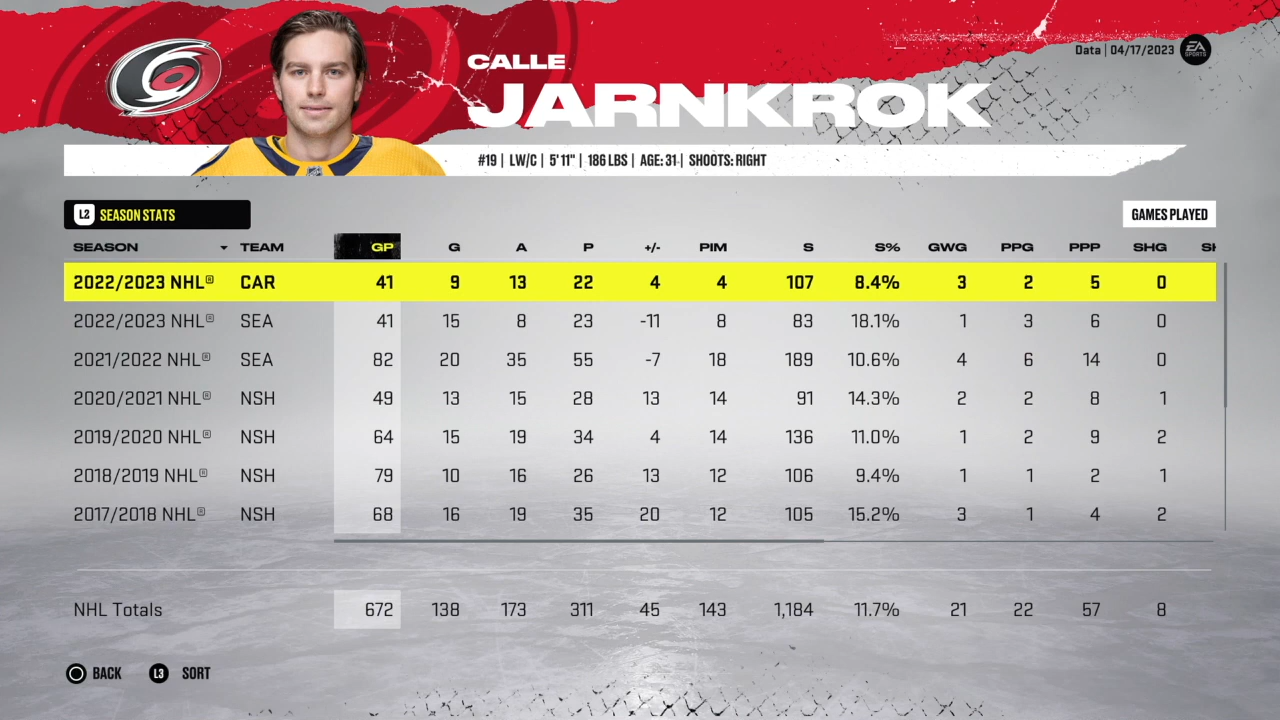 Data | 04/17/2023 EA SPORTS
CALLE
JARNKROK
#19 | LW/C | 5' 11" | 186 LBS | AGE: 31 | SHOOTS: RIGHT
L2 SEASON STATS
GAMES PLAYED
SEASON TEAM GP G A P +/- PIM S S% GWG PPG PPP SHG
2022/2023 NHL® CAR 41 9 13 22 4 4 107 8.4% 3 2 5 0
2022/2023 NHL® SEA 41 15 8 23 -11 8 83 18.1% 1 3 6 0
2021/2022 NHL® SEA 82 20 35 55 -7 18 189 10.6% 4 6 14 0
2020/2021 NHL® NSH 49 13 15 28 13 14 91 14.3% 2 2 8 1
2019/2020 NHL® NSH 64 15 19 34 4 14 136 11.0% 1 2 9 2
2018/2019 NHL® NSH 79 10 16 26 13 12 106 9.4% 1 1 2 1
2017/2018 NHL® NSH 68 16 19 35 20 12 105 15.2% 3 1 4 2
NHL Totals 672 138 173 311 45 143 1,184 11.7% 21 22 57 8
BACK L3 SORT